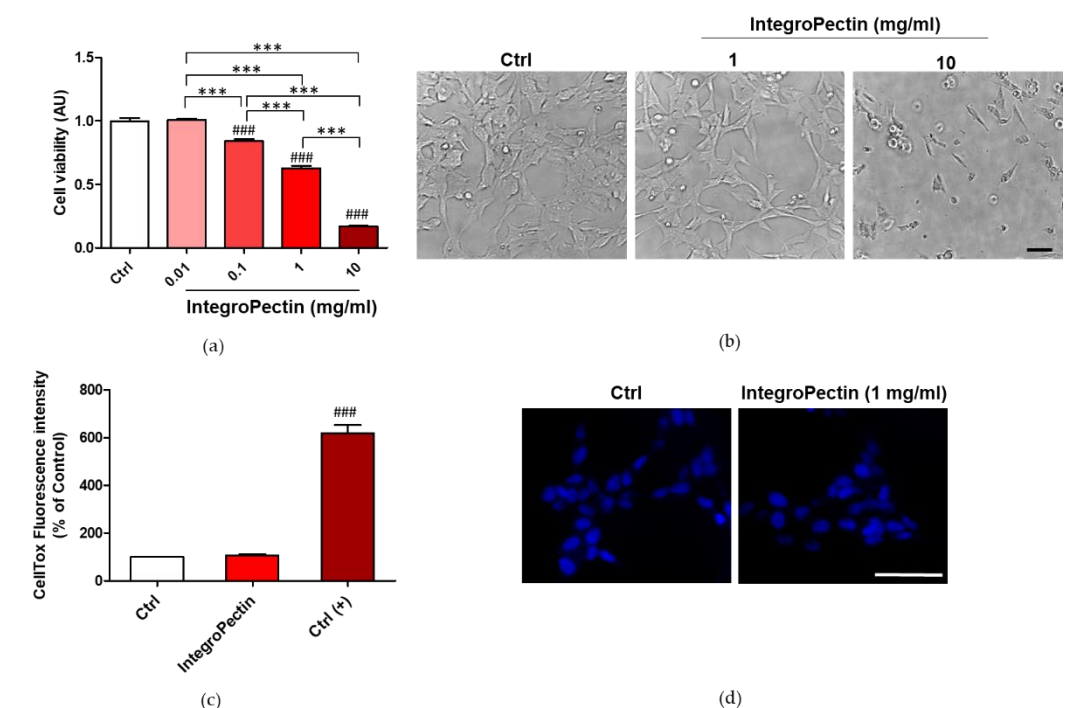 1.5
1.0
0.5
0.0
Cell viability (AU)
***
***
***
***
***
***
###
###
###
Ctrl
0.01
0.1
1
10
IntegroPectin (mg/ml)
(a)
IntegroPectin (mg/ml)
Ctrl
1
10
(b)
800
600
400
200
0
CellTox Fluorescence intensity
(% of Control)
###
Ctrl
IntegroPectin
Ctrl (+)
(c)
Ctrl
IntegroPectin (1 mg/ml)
(d)